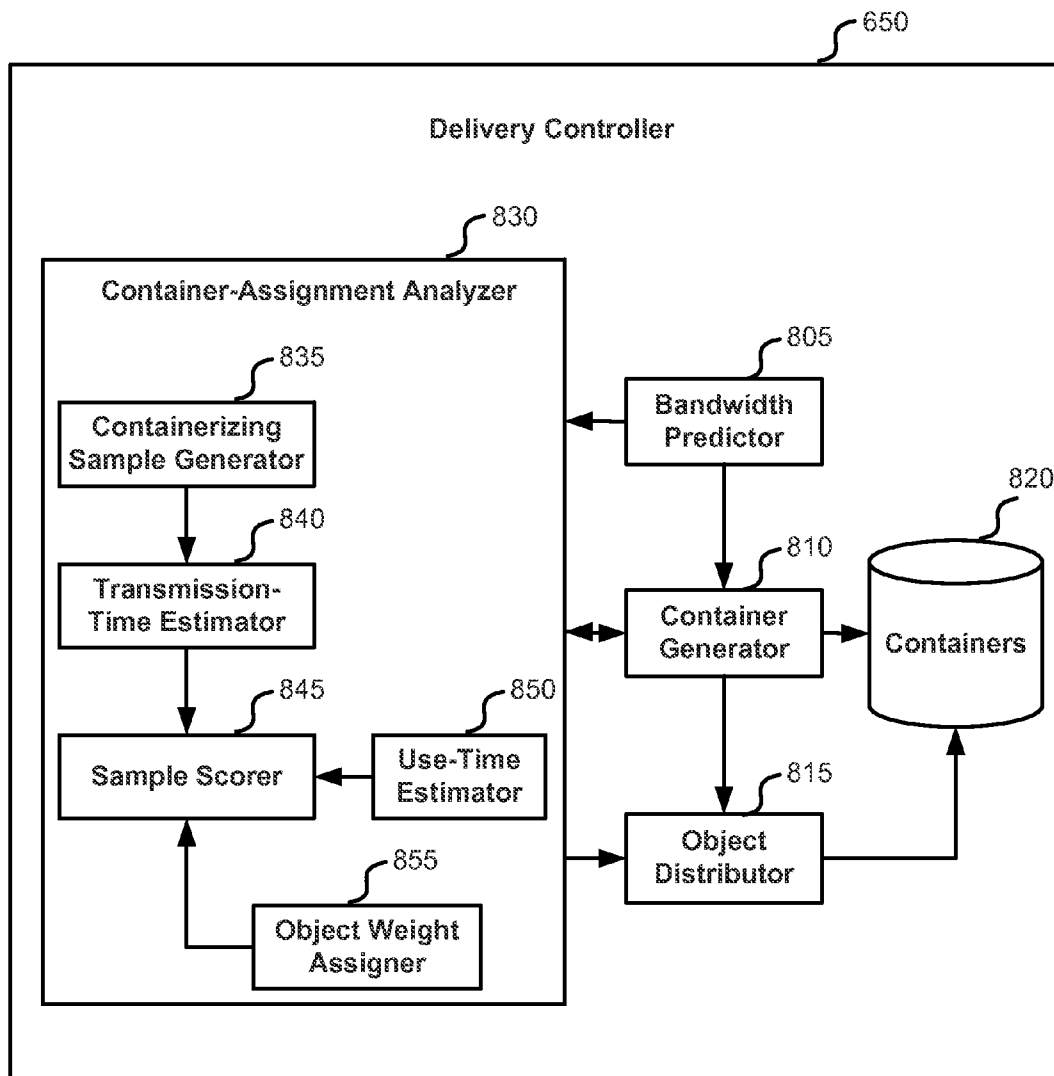 650
Delivery Controller
830
Container-Assignment Analyzer
835
Containerizing
Sample Generator
840
Transmission-
Time Estimator
845
Sample Scorer
850
Use-Time
Estimator
855
Object Weight
Assigner
805
Bandwidth
Predictor
810
Container
Generator
815
Object
Distributor
820
Containers